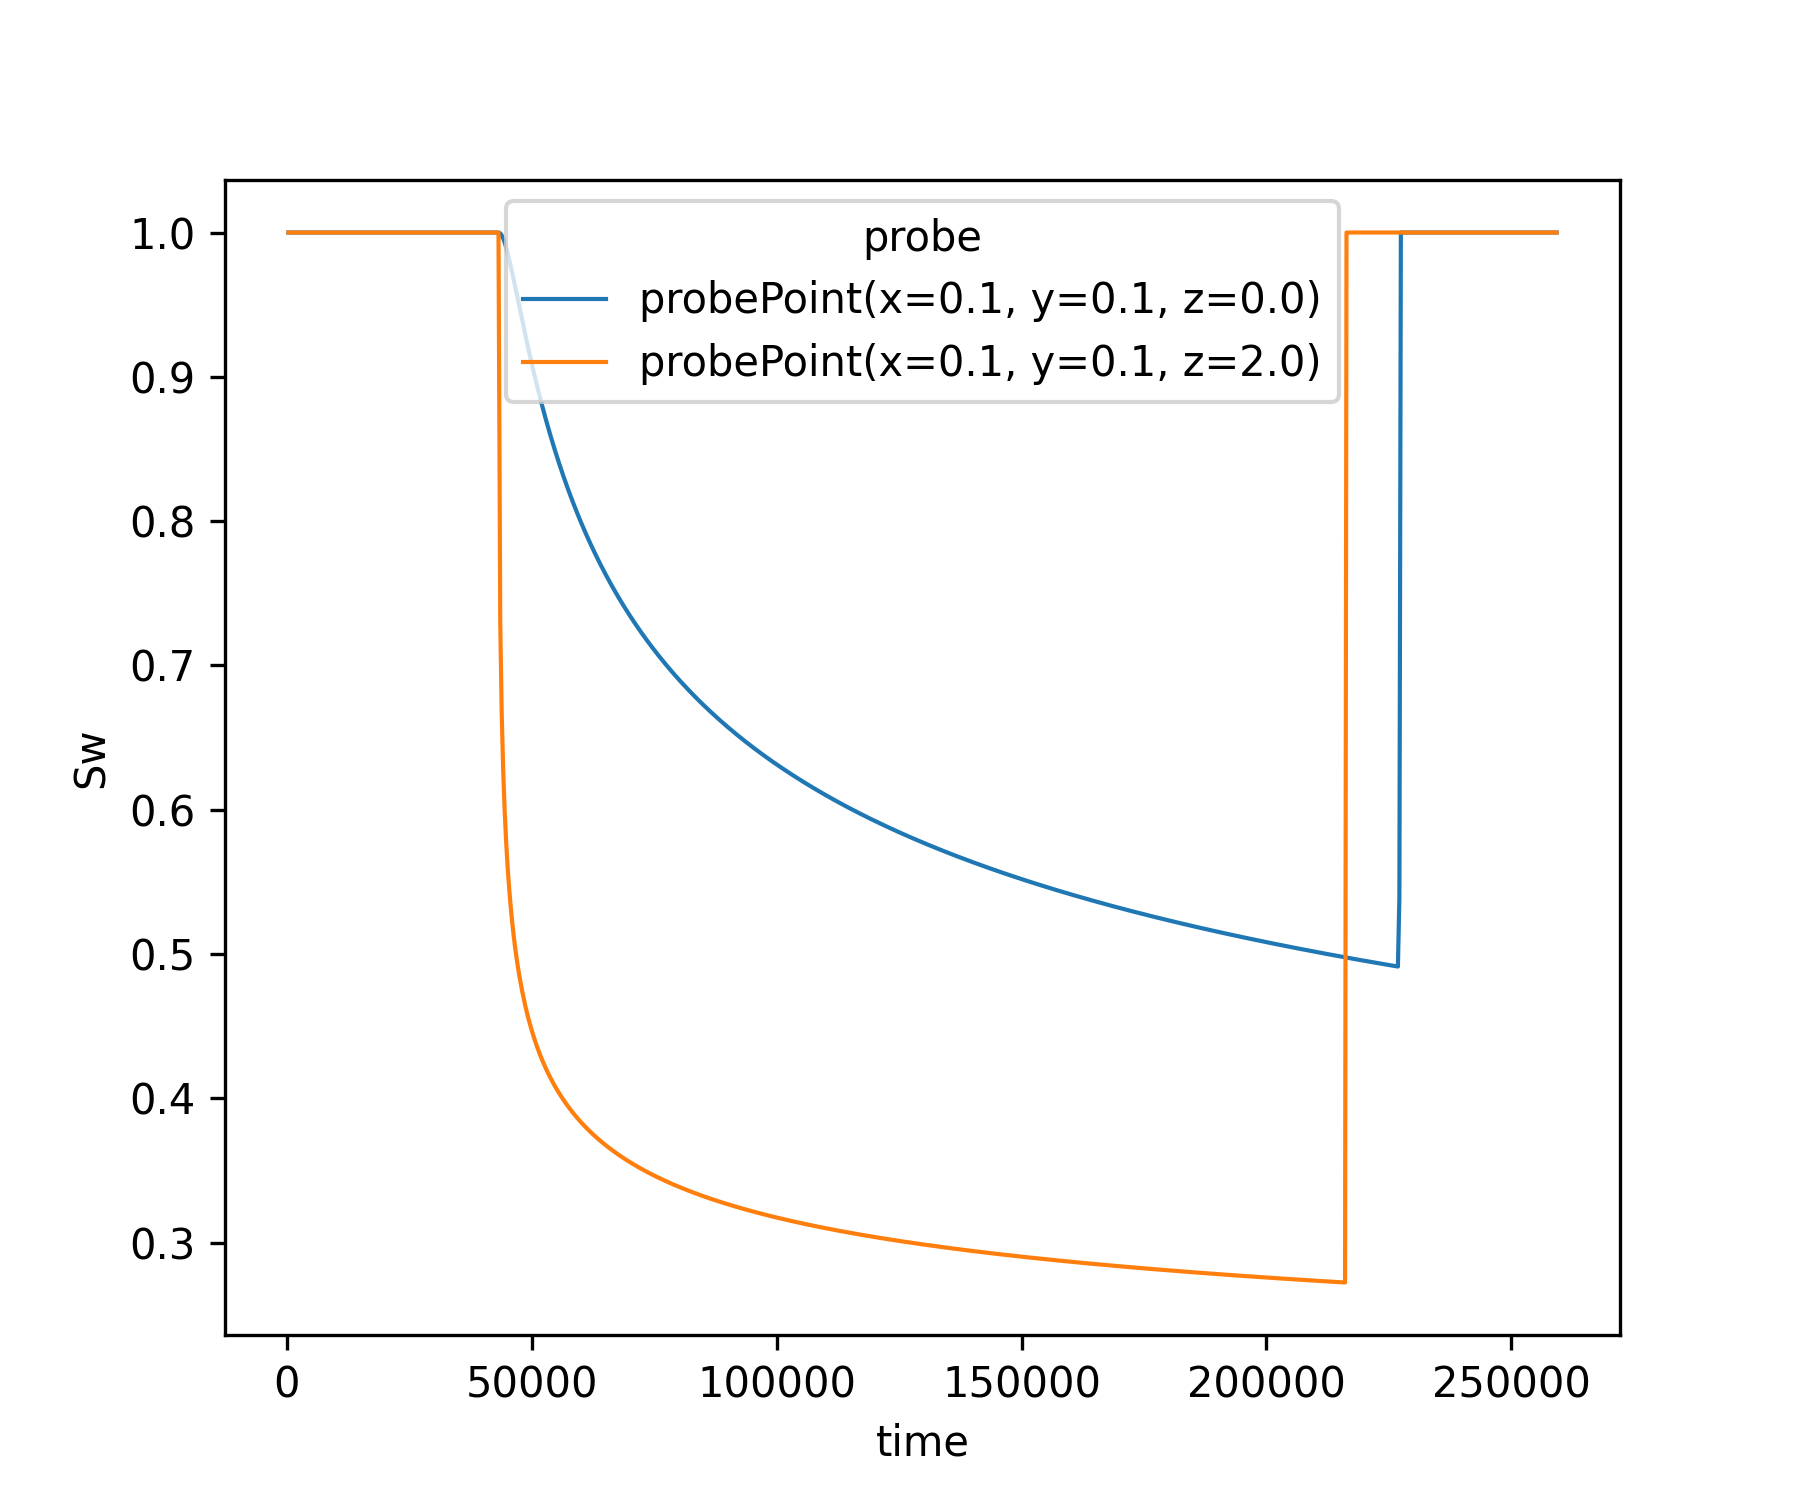 probe
probePoint(x=0.1, y=0.1, z=0.0)
probePoint(x=0.1, y=0.1, z=2.0)
1.0
0.9
0.8
0.7
0.6
0.5
0.4
0.3
Sw
0 50000 100000 150000 200000 250000
time